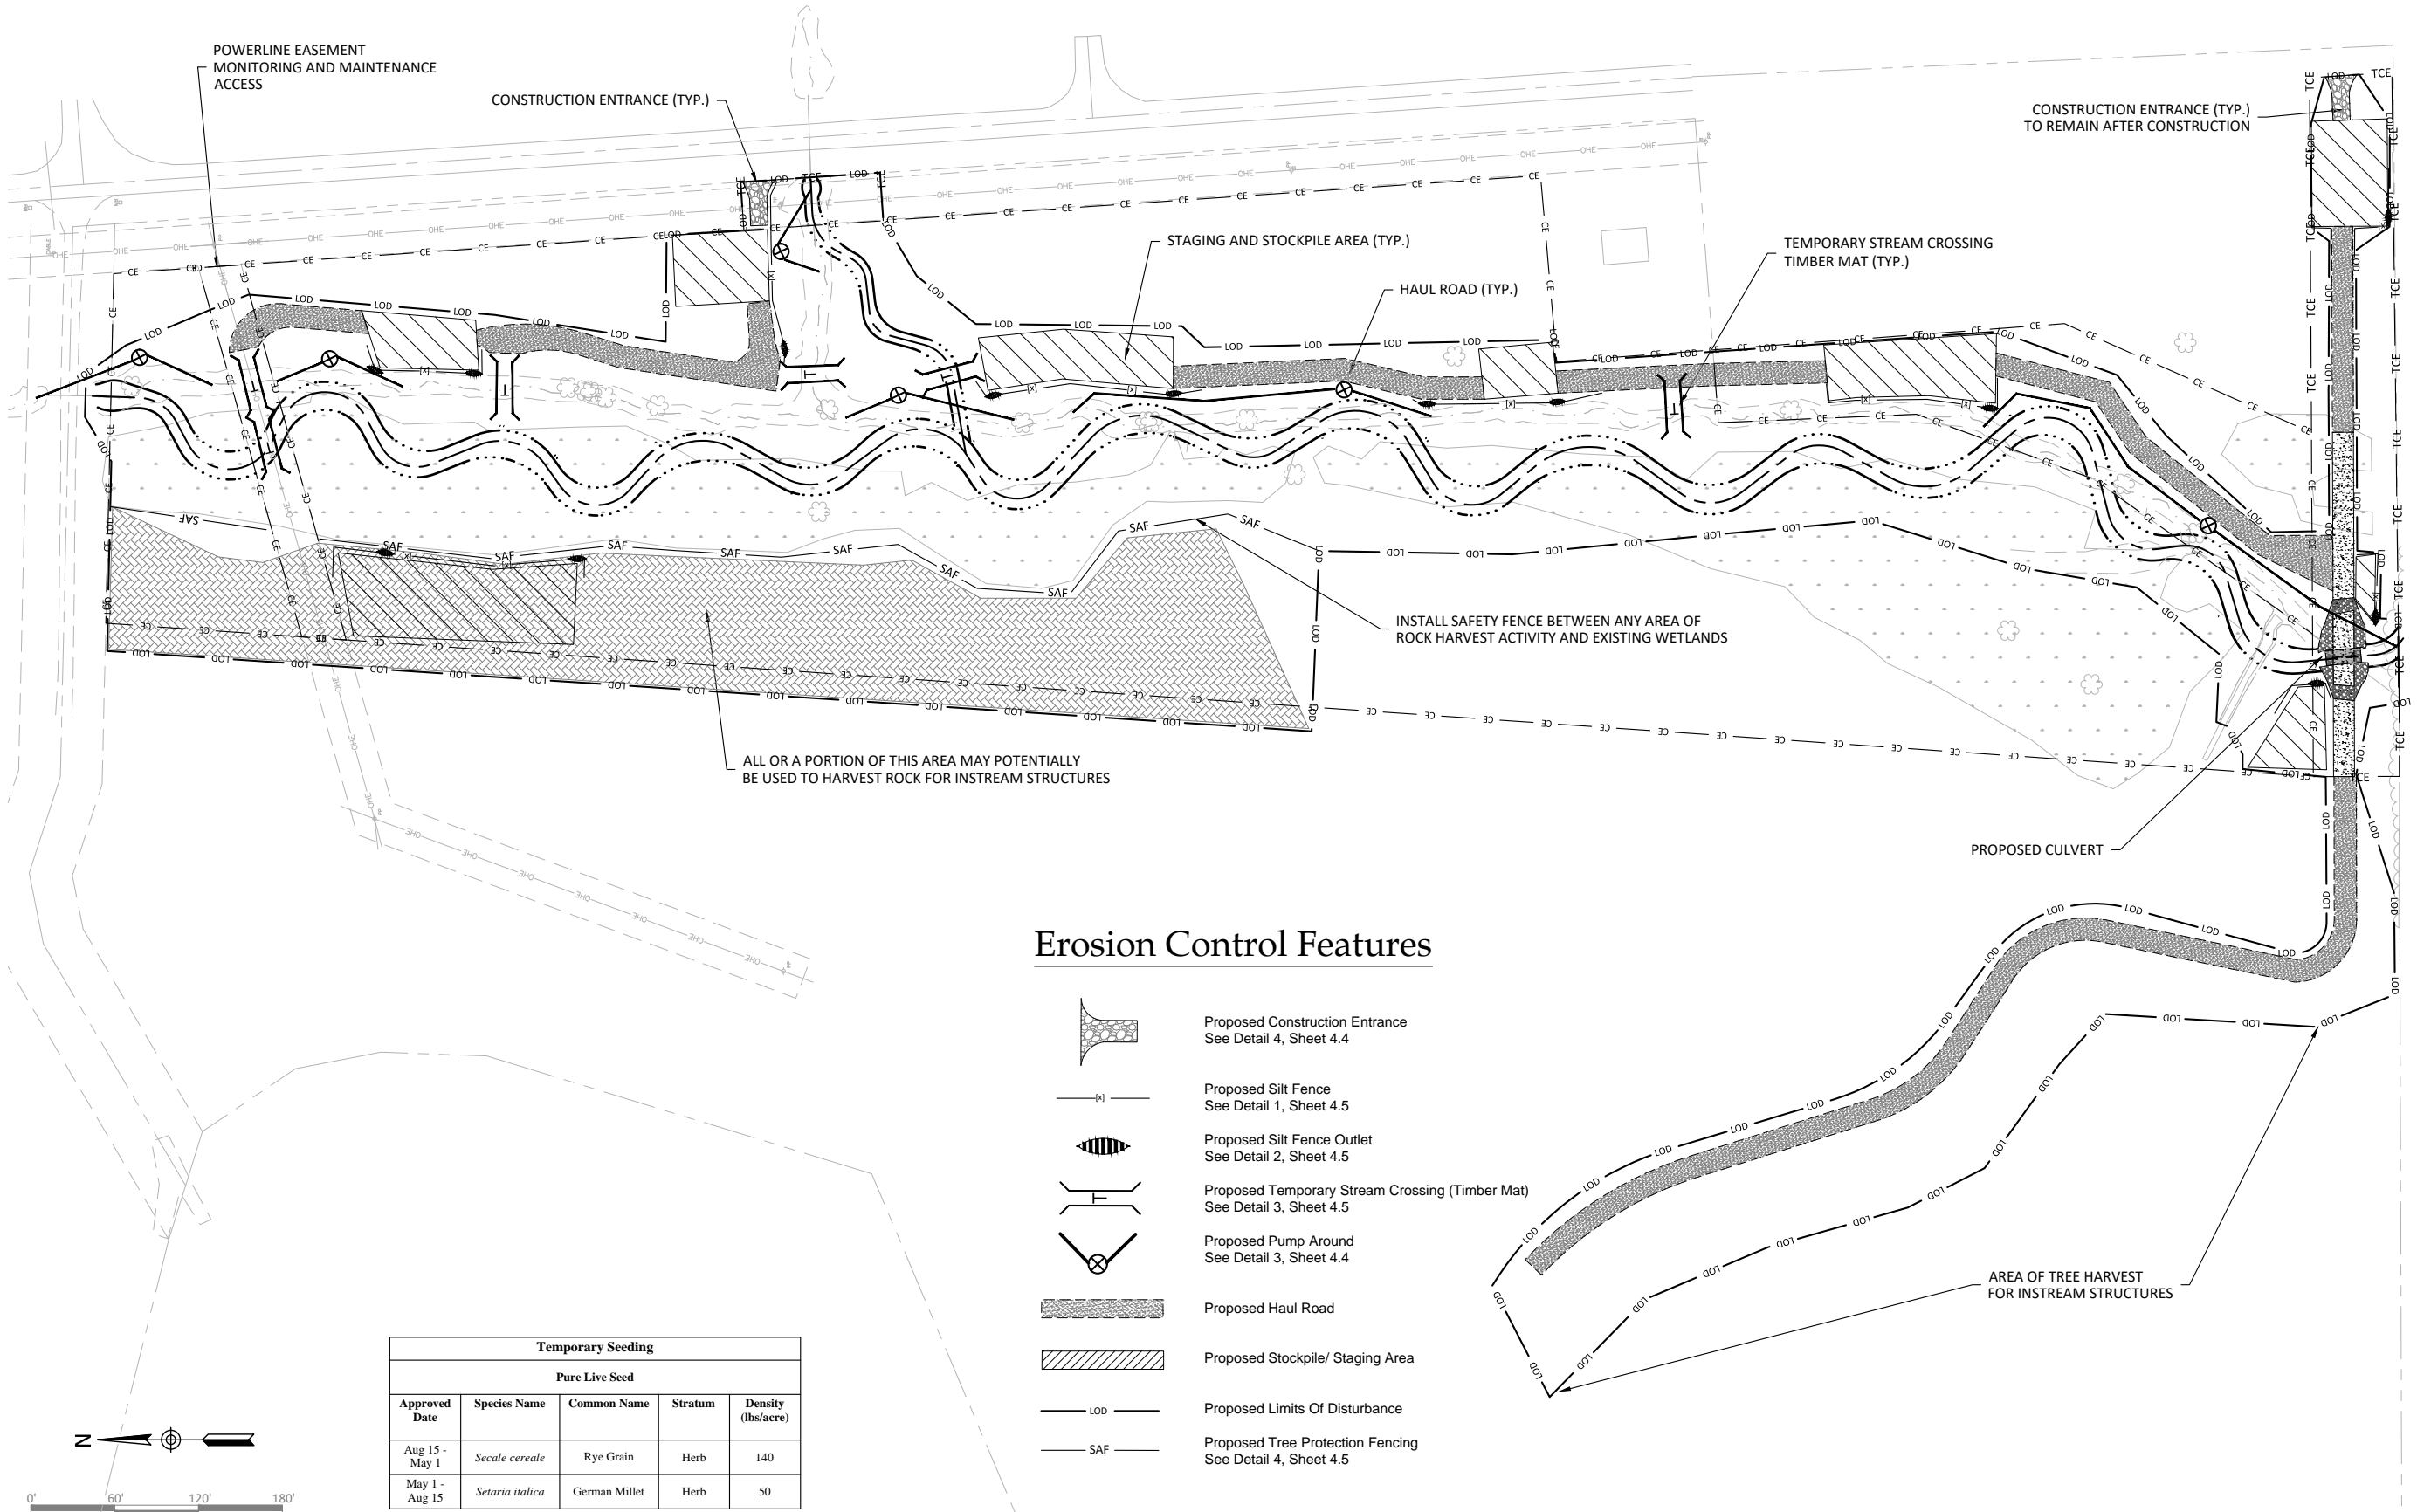 POWERLINE EASEMENT
MONITORING AND MAINTENANCE
ACCESS
CONSTRUCTION ENTRANCE (TYP.)
CONSTRUCTION ENTRANCE (TYP.)
TO REMAIN AFTER CONSTRUCTION
STAGING AND STOCKPILE AREA (TYP.)
TEMPORARY STREAM CROSSING
TIMBER MAT (TYP.)
HAUL ROAD (TYP.)
INSTALL SAFETY FENCE BETWEEN ANY AREA OF
ROCK HARVEST ACTIVITY AND EXISTING WETLANDS
ALL OR A PORTION OF THIS AREA MAY POTENTIALLY
BE USED TO HARVEST ROCK FOR INSTREAM STRUCTURES
PROPOSED CULVERT
AREA OF TREE HARVEST
FOR INSTREAM STRUCTURES
Erosion Control Features
Proposed Construction Entrance
See Detail 4, Sheet 4.4
[x]
Proposed Silt Fence
See Detail 1, Sheet 4.5
Proposed Silt Fence Outlet
See Detail 2, Sheet 4.5
T
Proposed Temporary Stream Crossing (Timber Mat)
See Detail 3, Sheet 4.5
Proposed Pump Around
See Detail 3, Sheet 4.4
Proposed Haul Road
Proposed Stockpile/ Staging Area
LOD
Proposed Limits Of Disturbance
SAF
Proposed Tree Protection Fencing
See Detail 4, Sheet 4.5
Temporary Seeding
Pure Live Seed
Approved Date Species Name Common Name Stratum Density (lbs/acre)
Aug 15 - May 1 Secale cereale Rye Grain Herb 140
May 1 - Aug 15 Setaria italica German Millet Herb 50
N
0' 60' 120' 180'